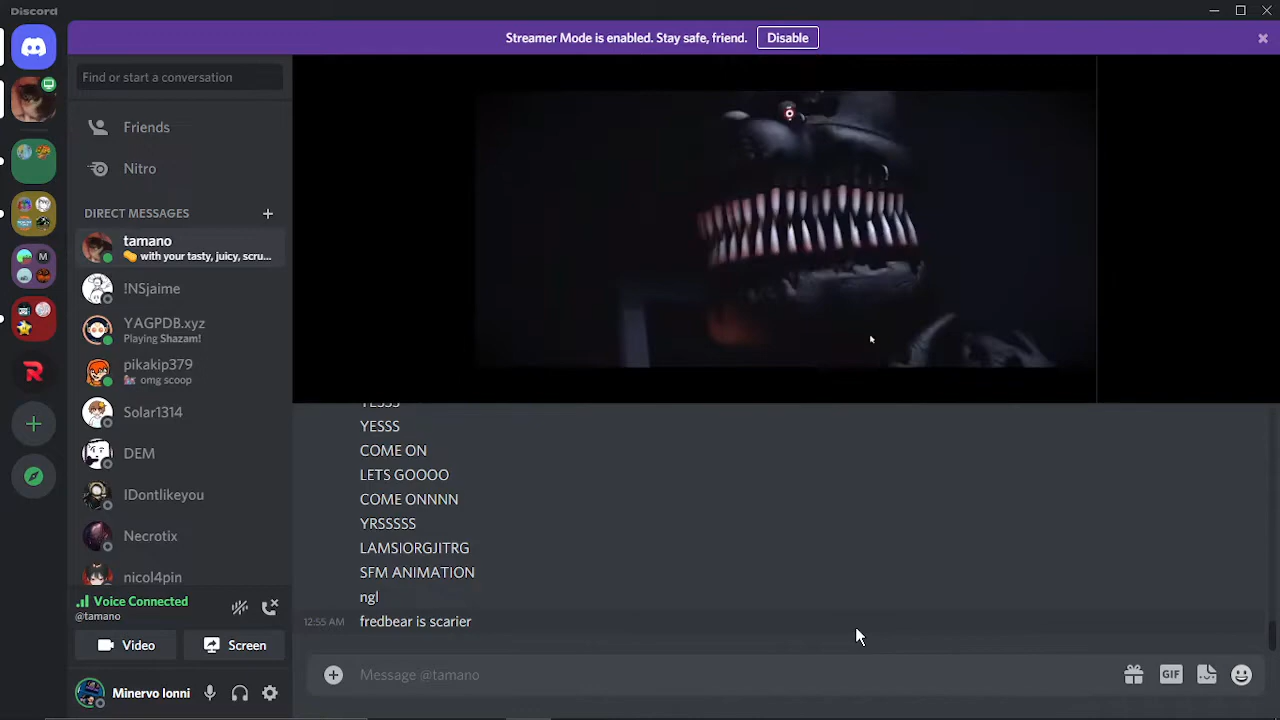 Discord
Streamer Mode is enabled. Stay safe, friend.
Disable
Find or start a conversation
Friends
Nitro
DIRECT MESSAGES
tamano
with your tasty, juicy, scru...
!NSjaime
YAGPDB.xyz
Playing Shazam!
pikakip379
omg scoop
Solar1314
DEM
IDontlikeyou
Necrotix
nicol4pin
Voice Connected
@tamano
Video
Screen
Minervo Ionni
YESSS
YESSS
COME ON
LETS GOOOO
COME ONNNN
YRSSSSS
LAMSIORGJITRG
SFM ANIMATION
ngl
12:55 AM fredbear is scarier
Message @tamano
GIF
M